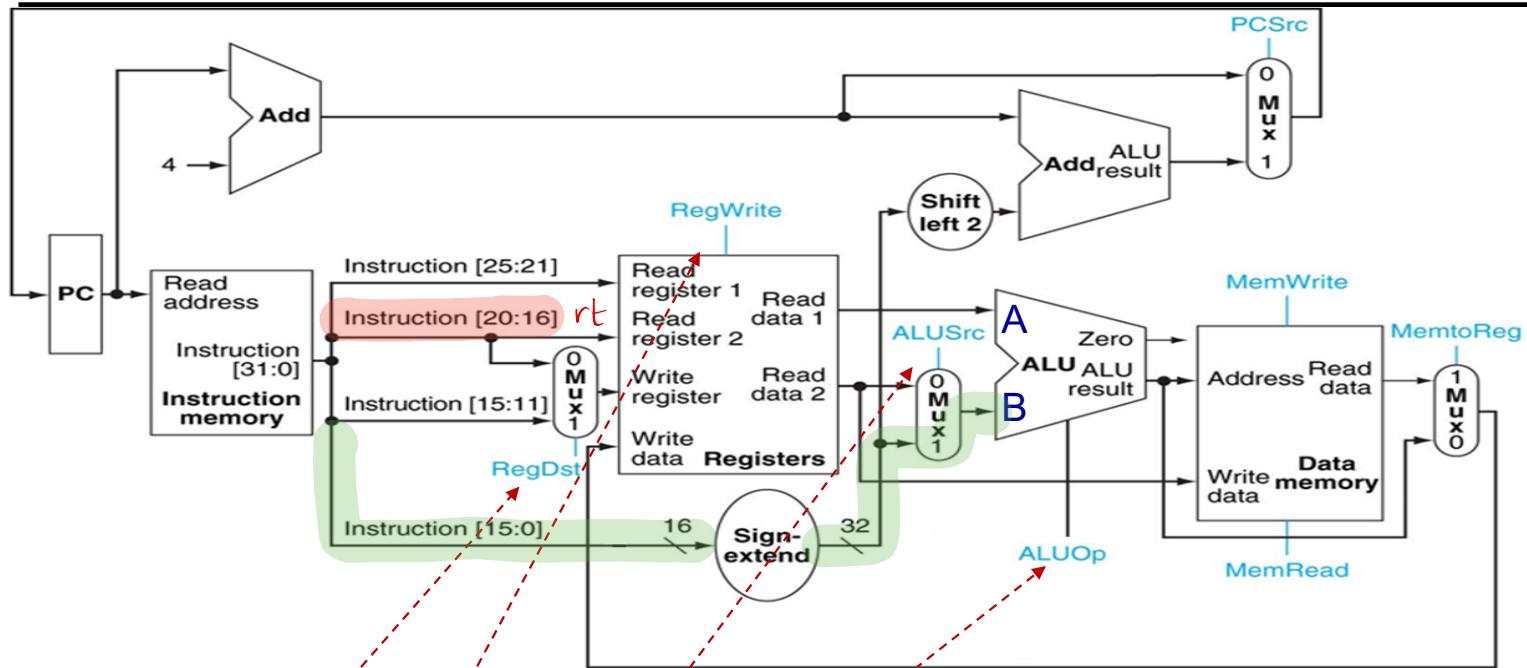 PCSrc
0
Mux
1
Add
4
Add ALU result
Shift left 2
RegWrite
PC
Read address
Instruction [31:0]
Instruction memory
Instruction [25:21]
Instruction [20:16] rt
Instruction [15:11]
Instruction [15:0]
0
Mux
1
RegDst
Read register 1
Read register 2
Write register
Write data
Read data 1
Read data 2
Registers
16
Sign-extend
32
ALUSrc
0
Mux
1
A
B
Zero
ALU
ALU result
ALUOp
MemWrite
Address
Read data
Write data
Data memory
MemRead
MemtoReg
1
Mux
0